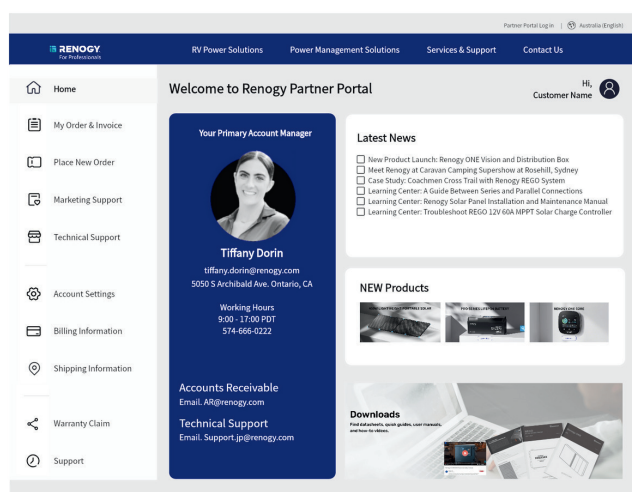 Partner Portal Log in | Australia (English)
RENOGY
For Professionals
RV Power Solutions
Power Management Solutions
Services & Support
Contact Us
Home
My Order & Invoice
Place New Order
Marketing Support
Technical Support
Account Settings
Billing Information
Shipping Information
Warranty Claim
Support
Welcome to Renogy Partner Portal
Hi,
Customer Name
Your Primary Account Manager
Tiffany Dorin
tiffany.dorin@renogy.com
5050 S Archibald Ave. Ontario, CA
Working Hours
9:00 - 17:00 PDT
574-666-0222
Accounts Receivable
Email. AR@renogy.com
Technical Support
Email. Support.jp@renogy.com
Latest News
New Product Launch: Renogy ONE Vision and Distribution Box
Meet Renogy at Caravan Camping Supershow at Rosehill, Sydney
Case Study: Coachmen Cross Trail with Renogy REGO System
Learning Center: A Guide Between Series and Parallel Connections
Learning Center: Renogy Solar Panel Installation and Maintenance Manual
Learning Center: Troubleshoot REGO 12V 60A MPPT Solar Charge Controller
NEW Products
Downloads
Find datasheets, quick guides, user manuals,
and how-to videos.